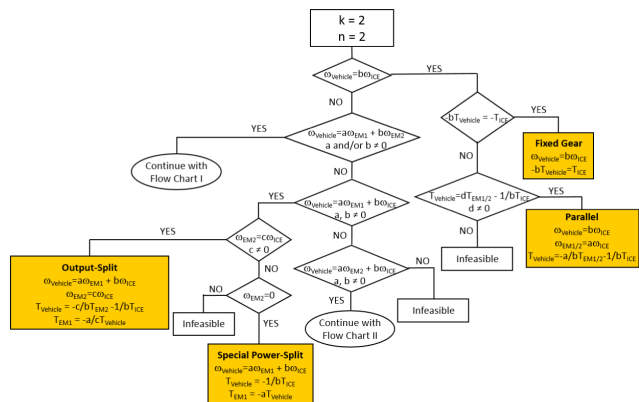 k = 2
n = 2
ωVehicle=bωICE
YES
NO
-bTVehicle = -TICE
YES
NO
Fixed Gear
ωVehicle=bωICE
-bTVehicle=TICE
YES
ωVehicle=aωEM1 + bωEM2
a and/or b ≠ 0
Continue with
Flow Chart I
NO
TVehicle=dTEM1/2 - 1/bTICE
d ≠ 0
YES
NO
Parallel
ωVehicle=bωICE
ωEM1/2=aωICE
TVehicle=-a/bTEM1/2-1/bTICE
Infeasible
YES
ωVehicle=aωEM1 + bωICE
a, b ≠ 0
NO
YES
ωEM2=cωICE
c ≠ 0
NO
Output-Split
ωVehicle=aωEM1 + bωICE
ωEM2=cωICE
TVehicle = -c/bTEM2 -1/bTICE
TEM1 = -a/cTVehicle
ωVehicle=aωEM2 + bωICE
a, b ≠ 0
NO
YES
Infeasible
Continue with
Flow Chart II
NO
ωEM2=0
Infeasible
YES
Special Power-Split
ωVehicle=aωEM1 + bωICE
TVehicle = -1/bTICE
TEM1 = -aTVehicle